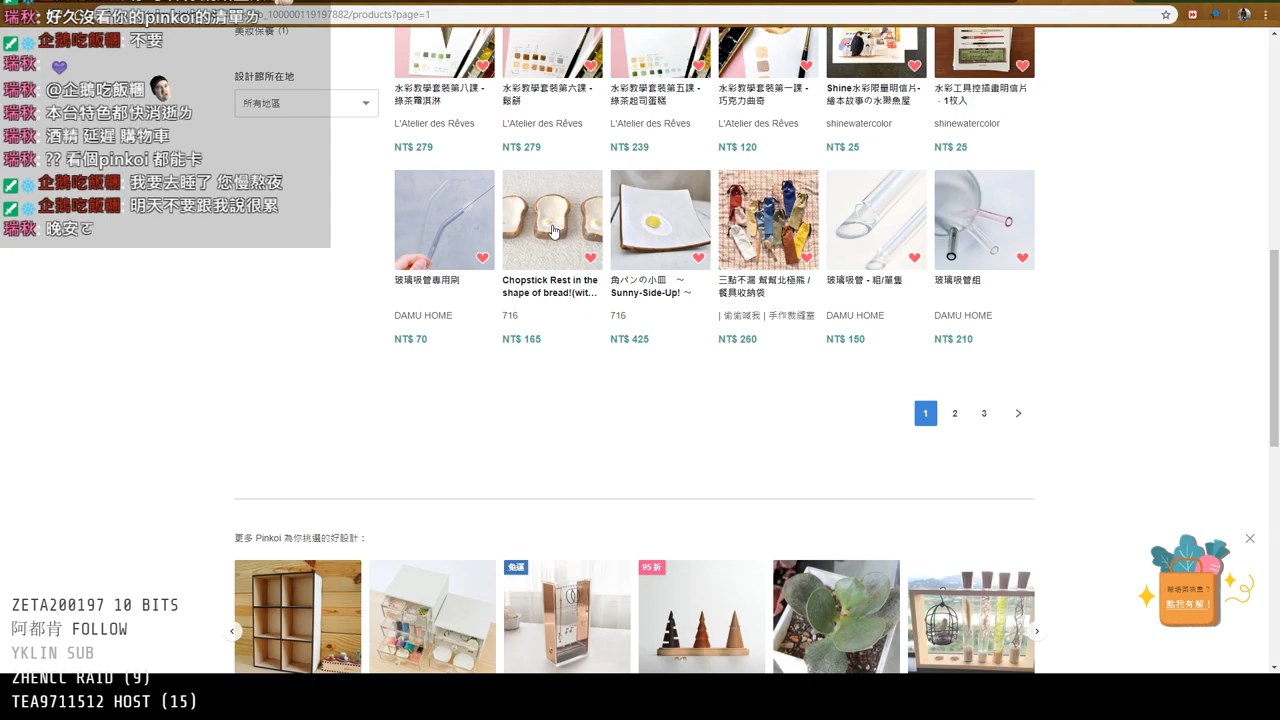 o_100000119197882/products?page=1
瑞秋: 好久沒看你的pinkoi的清單ㄌ
企鵝吃飯糰: 不要
瑞秋:
瑞秋: @企鵝吃飯糰
瑞秋: 本台特色都快消逝ㄌ
瑞秋: 酒精 延遲 購物車
瑞秋: ?? 看個pinkoi 都能卡
企鵝吃飯糰: 我要去睡了 您慢熬夜
企鵝吃飯糰: 明天不要跟我說很累
瑞秋: 晚安ㄛ
美妝保養 (1)
設計館所在地
所有地區
水彩教學套裝第八課 -
綠茶霜淇淋
L'Atelier des Rêves
NT$ 279
水彩教學套裝第六課 -
鬆餅
L'Atelier des Rêves
NT$ 279
水彩教學套裝第五課 -
綠茶起司蛋糕
L'Atelier des Rêves
NT$ 239
水彩教學套裝第一課 -
巧克力曲奇
L'Atelier des Rêves
NT$ 120
Shine水彩限量明信片-
繪本故事の水獺魚屋
shinewatercolor
NT$ 25
水彩工具控插畫明信片
- 1枚入
shinewatercolor
NT$ 25
玻璃吸管專用刷
DAMU HOME
NT$ 70
Chopstick Rest in the
shape of bread!(wit...
716
NT$ 165
角パンの小皿　～
Sunny-Side-Up! ～
716
NT$ 425
三點不漏 幫幫北極熊 /
餐具收納袋
| 偷偷喊我 | 手作裁縫室
NT$ 260
玻璃吸管 - 粗/單隻
DAMU HOME
NT$ 150
玻璃吸管組
DAMU HOME
NT$ 210
1 2 3
更多 Pinkoi 為你挑選的好設計：
免運
95 折
點我有解！
ZETA200197 10 BITS
阿都肯 FOLLOW
YKLIN SUB
ZHENCC RAID (9)
TEA9711512 HOST (15)